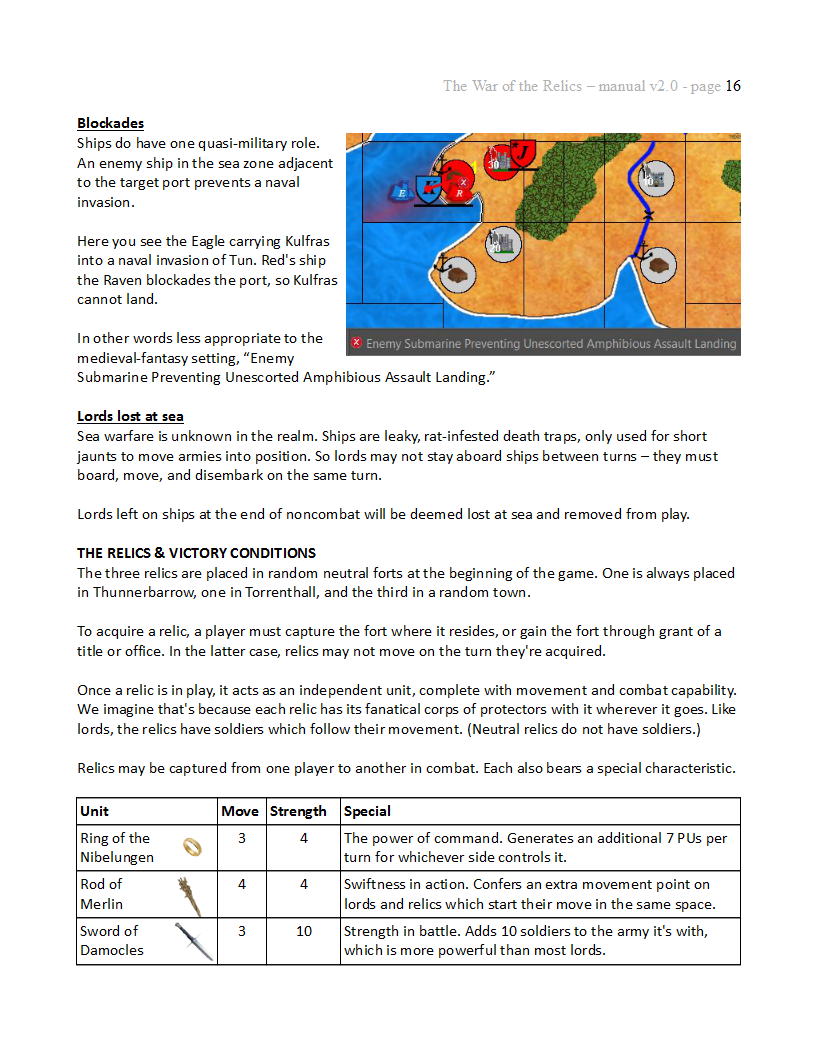 The War of the Relics – manual v2.0 - page 16
Blockades
Ships do have one quasi-military role.
An enemy ship in the sea zone adjacent
to the target port prevents a naval
invasion.
Here you see the Eagle carrying Kulfras
into a naval invasion of Tun. Red's ship
the Raven blockades the port, so Kulfras
cannot land.
In other words less appropriate to the
medieval-fantasy setting, “Enemy
Submarine Preventing Unescorted Amphibious Assault Landing.”
30
J
E
K
R
10
20
Enemy Submarine Preventing Unescorted Amphibious Assault Landing
Lords lost at sea
Sea warfare is unknown in the realm. Ships are leaky, rat-infested death traps, only used for short
jaunts to move armies into position. So lords may not stay aboard ships between turns – they must
board, move, and disembark on the same turn.
Lords left on ships at the end of noncombat will be deemed lost at sea and removed from play.
THE RELICS & VICTORY CONDITIONS
The three relics are placed in random neutral forts at the beginning of the game. One is always placed
in Thunnerbarrow, one in Torrenthall, and the third in a random town.
To acquire a relic, a player must capture the fort where it resides, or gain the fort through grant of a
title or office. In the latter case, relics may not move on the turn they're acquired.
Once a relic is in play, it acts as an independent unit, complete with movement and combat capability.
We imagine that's because each relic has its fanatical corps of protectors with it wherever it goes. Like
lords, the relics have soldiers which follow their movement. (Neutral relics do not have soldiers.)
Relics may be captured from one player to another in combat. Each also bears a special characteristic.
Unit Move Strength Special
Ring of the 3 4 The power of command. Generates an additional 7 PUs per
Nibelungen turn for whichever side controls it.
Rod of 4 4 Swiftness in action. Confers an extra movement point on
Merlin lords and relics which start their move in the same space.
Sword of 3 10 Strength in battle. Adds 10 soldiers to the army it's with,
Damocles which is more powerful than most lords.